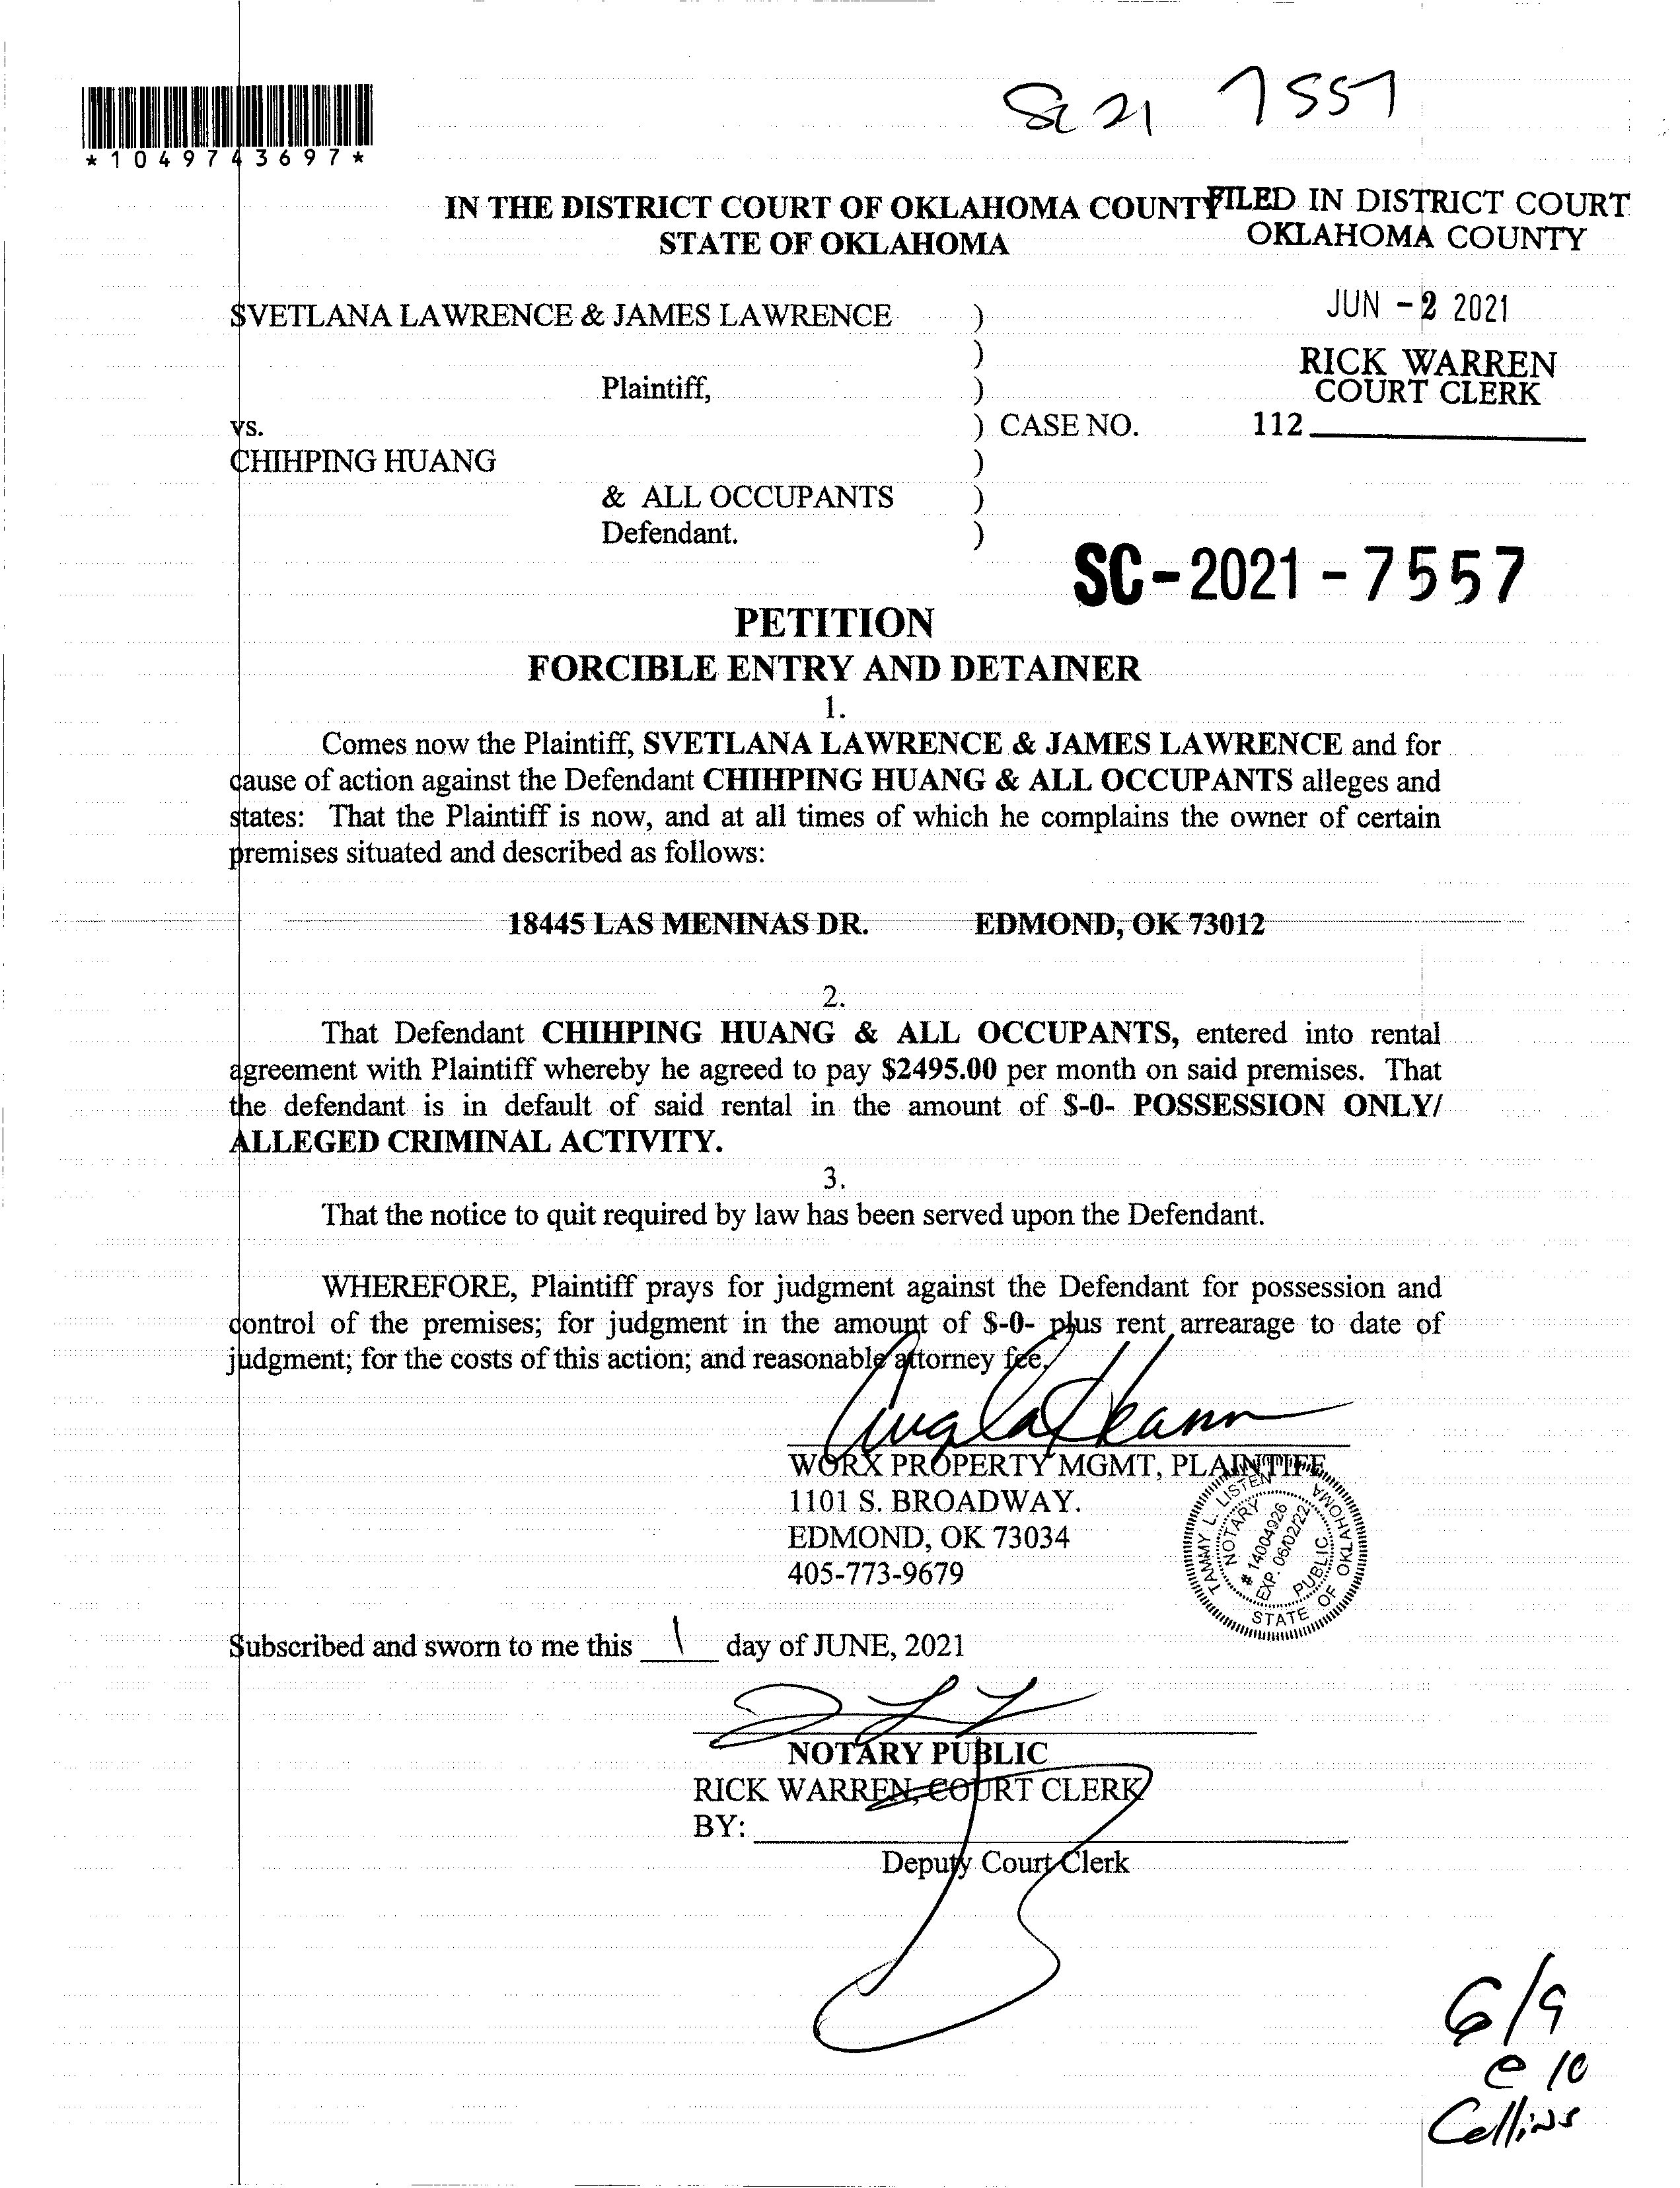 SC 21 7557
*1049743697*
IN THE DISTRICT COURT OF OKLAHOMA COUNTY
STATE OF OKLAHOMA
FILED IN DISTRICT COURT
OKLAHOMA COUNTY
JUN - 2 2021
RICK WARREN
COURT CLERK
112
SVETLANA LAWRENCE & JAMES LAWRENCE )
)
Plaintiff, )
vs. ) CASE NO.
CHIHPING HUANG )
& ALL OCCUPANTS )
Defendant. )
SC-2021-7557
PETITION
FORCIBLE ENTRY AND DETAINER
1.
Comes now the Plaintiff, SVETLANA LAWRENCE & JAMES LAWRENCE and for
cause of action against the Defendant CHIHPING HUANG & ALL OCCUPANTS alleges and
states: That the Plaintiff is now, and at all times of which he complains the owner of certain
premises situated and described as follows:
18445 LAS MENINAS DR. EDMOND, OK 73012
2.
That Defendant CHIHPING HUANG & ALL OCCUPANTS, entered into rental
agreement with Plaintiff whereby he agreed to pay $2495.00 per month on said premises. That
the defendant is in default of said rental in the amount of $-0- POSSESSION ONLY/
ALLEGED CRIMINAL ACTIVITY.
3.
That the notice to quit required by law has been served upon the Defendant.
WHEREFORE, Plaintiff prays for judgment against the Defendant for possession and
control of the premises; for judgment in the amount of $-0- plus rent arrearage to date of
judgment; for the costs of this action; and reasonable attorney fee.
WORX PROPERTY MGMT, PLAINTIFF
1101 S. BROADWAY.
EDMOND, OK 73034
405-773-9679
TAMMY L. LISTEN
NOTARY PUBLIC
# 14004926
EXP. 06/02/22
STATE OF OKLAHOMA
Subscribed and sworn to me this 1 day of JUNE, 2021
NOTARY PUBLIC
RICK WARREN, COURT CLERK
BY:
Deputy Court Clerk
6/9
@ 10
Collins